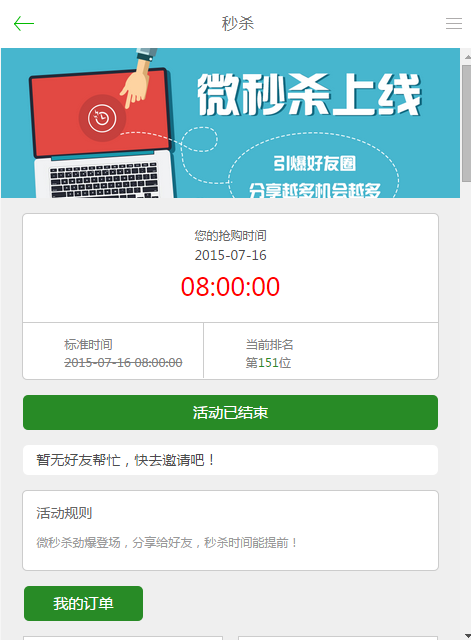 秒杀
微秒杀上线
引爆好友圈
分享越多机会越多
您的抢购时间
2015-07-16
08:00:00
标准时间
2015-07-16 08:00:00
当前排名
第151位
活动已结束
暂无好友帮忙，快去邀请吧！
活动规则
微秒杀劲爆登场，分享给好友，秒杀时间能提前！
我的订单